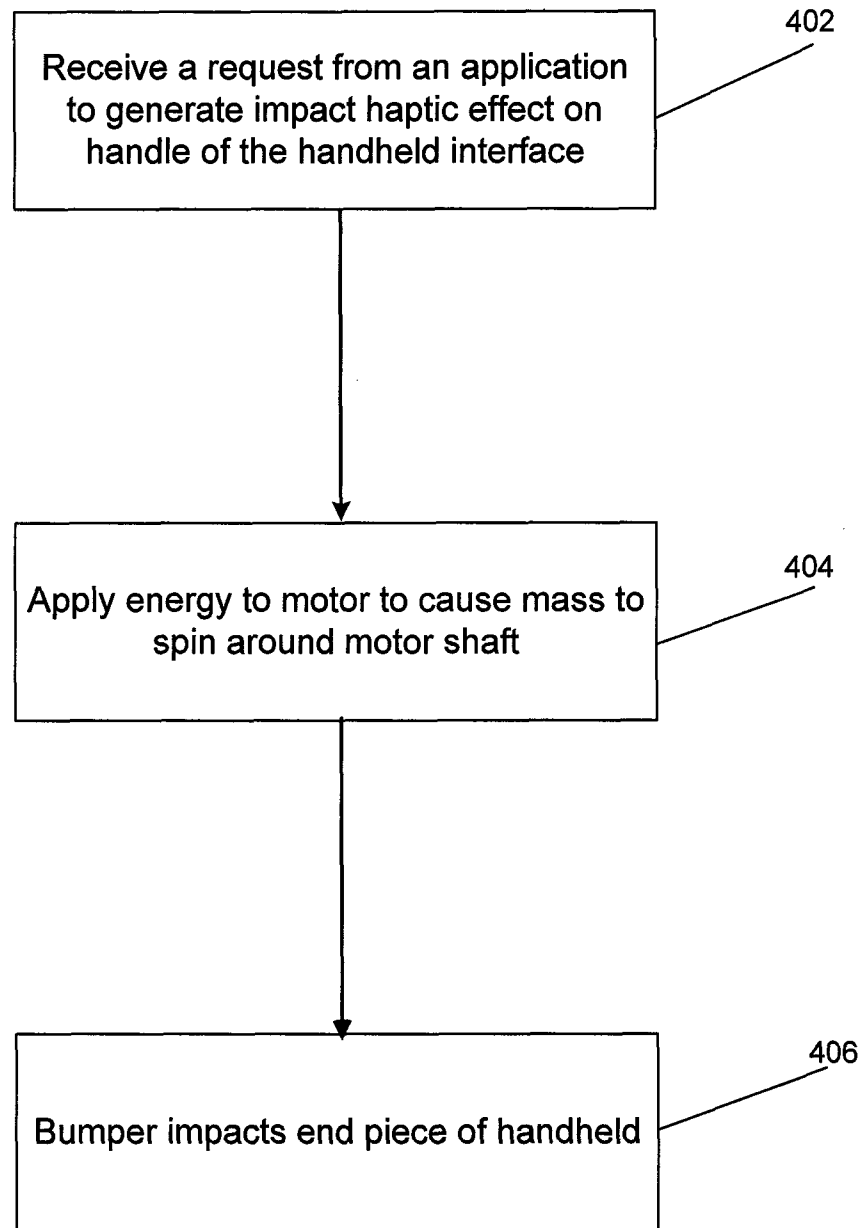 402
Receive a request from an application
to generate impact haptic effect on
handle of the handheld interface
404
Apply energy to motor to cause mass to
spin around motor shaft
406
Bumper impacts end piece of handheld